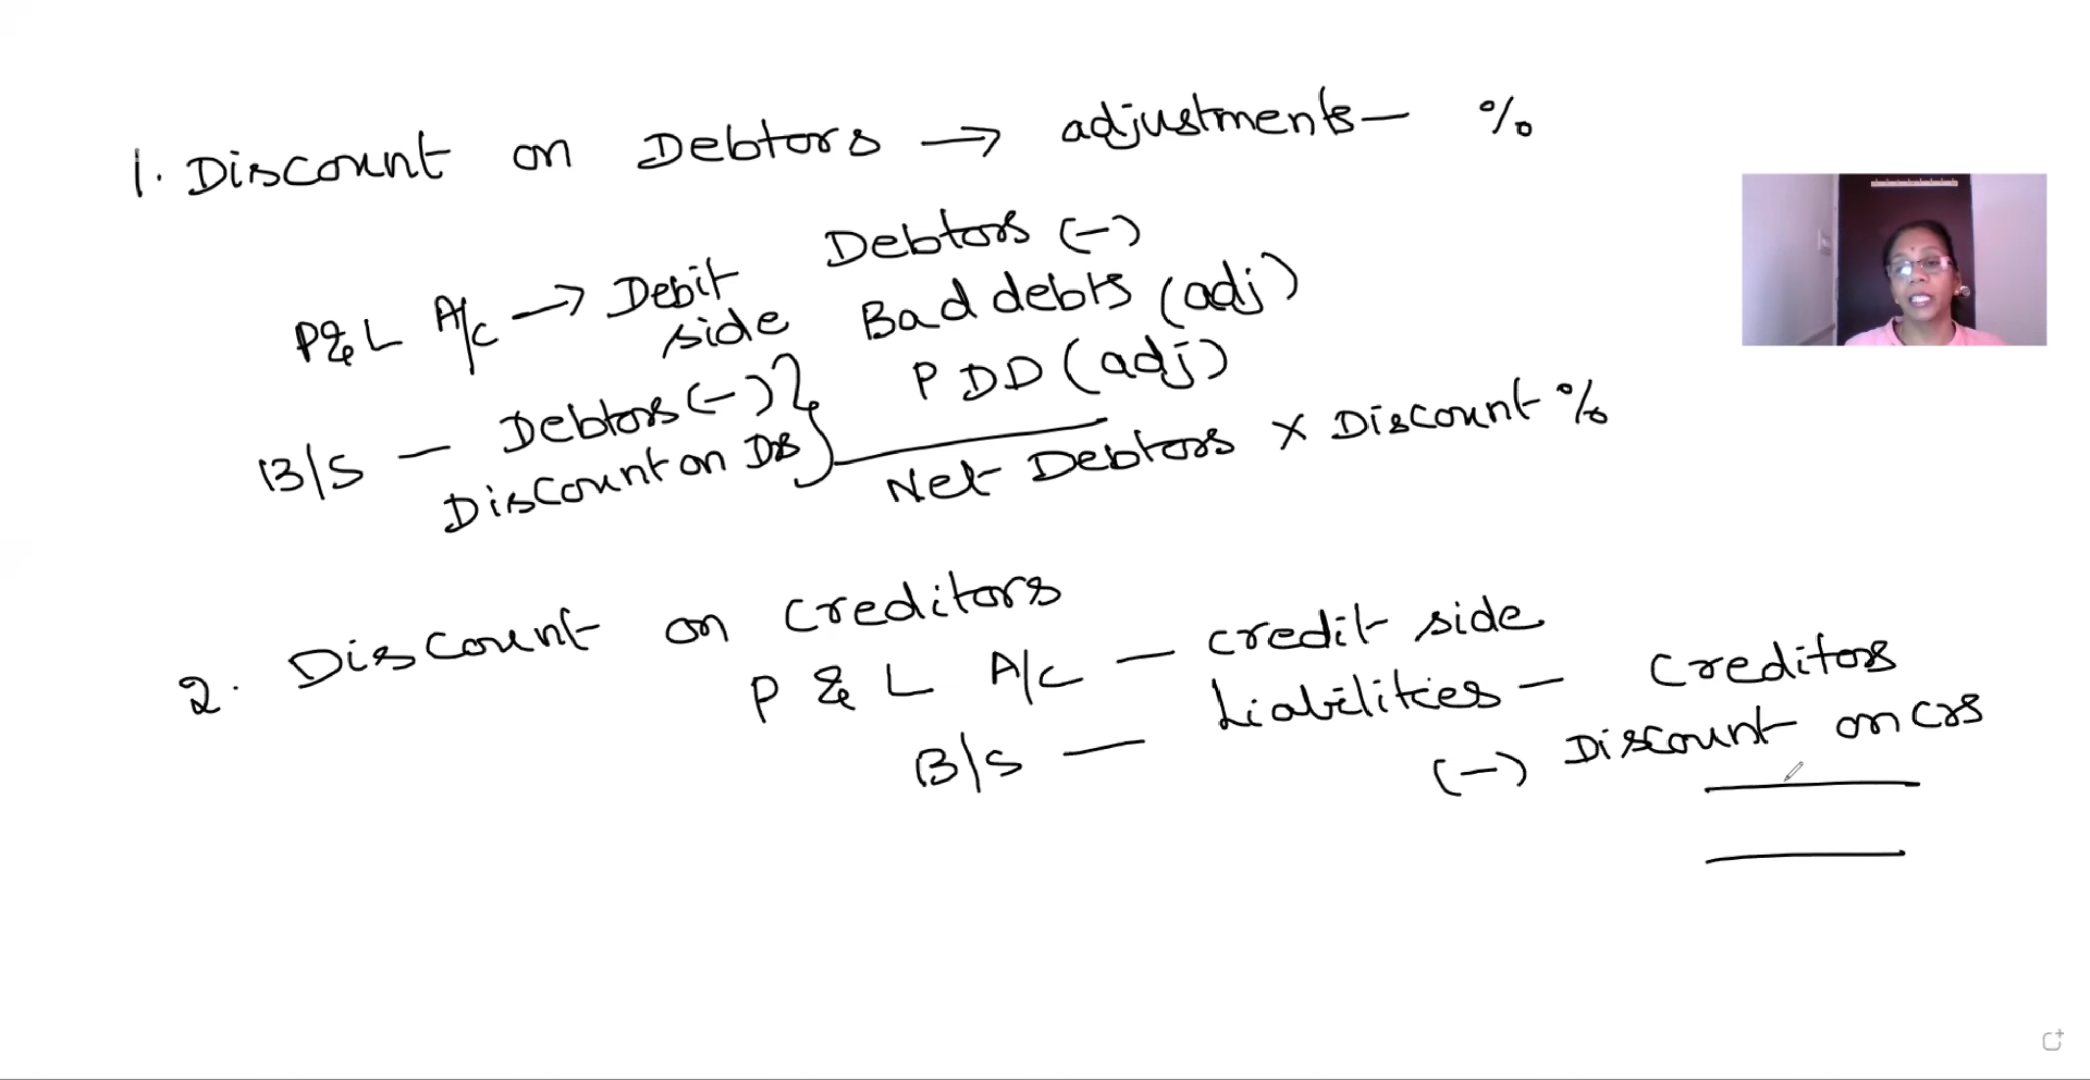 1. Discount on Debtors → adjustments — %
P & L A/c → Debit side
Debtors (-)
Bad debts (adj)
PDD (adj)
B/S — Debtors (-)
Discount on Drs
Net Debtors × Discount %
2. Discount on Creditors
P & L A/C — credit side
B/S — Liabilities — Creditors
(-) Discount on Crs